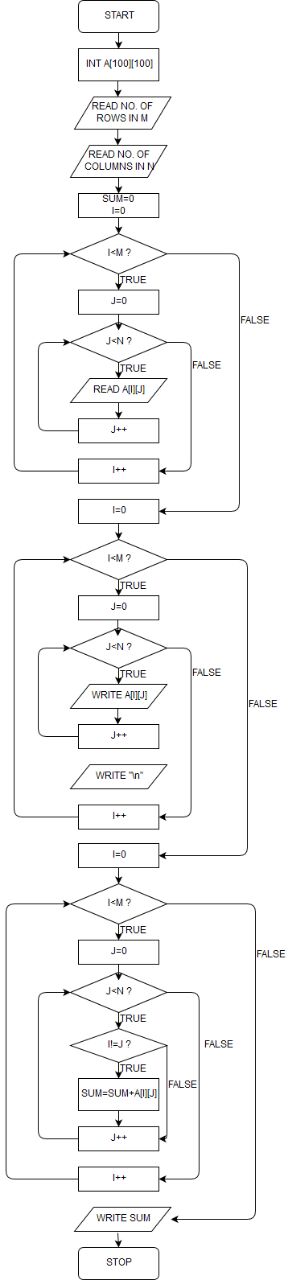 START
INT A[100][100]
READ NO. OF
ROWS IN M
READ NO. OF
COLUMNS IN N
SUM=0
I=0
I<M ?
TRUE
J=0
FALSE
J<N ?
TRUE
FALSE
READ A[I][J]
J++
I++
I=0
I<M ?
TRUE
J=0
J<N ?
TRUE
FALSE
WRITE A[I][J]
FALSE
J++
WRITE "\n"
I++
I=0
I<M ?
TRUE
J=0
FALSE
J<N ?
TRUE
I!=J ?
FALSE
TRUE
FALSE
SUM=SUM+A[I][J]
J++
I++
WRITE SUM
STOP